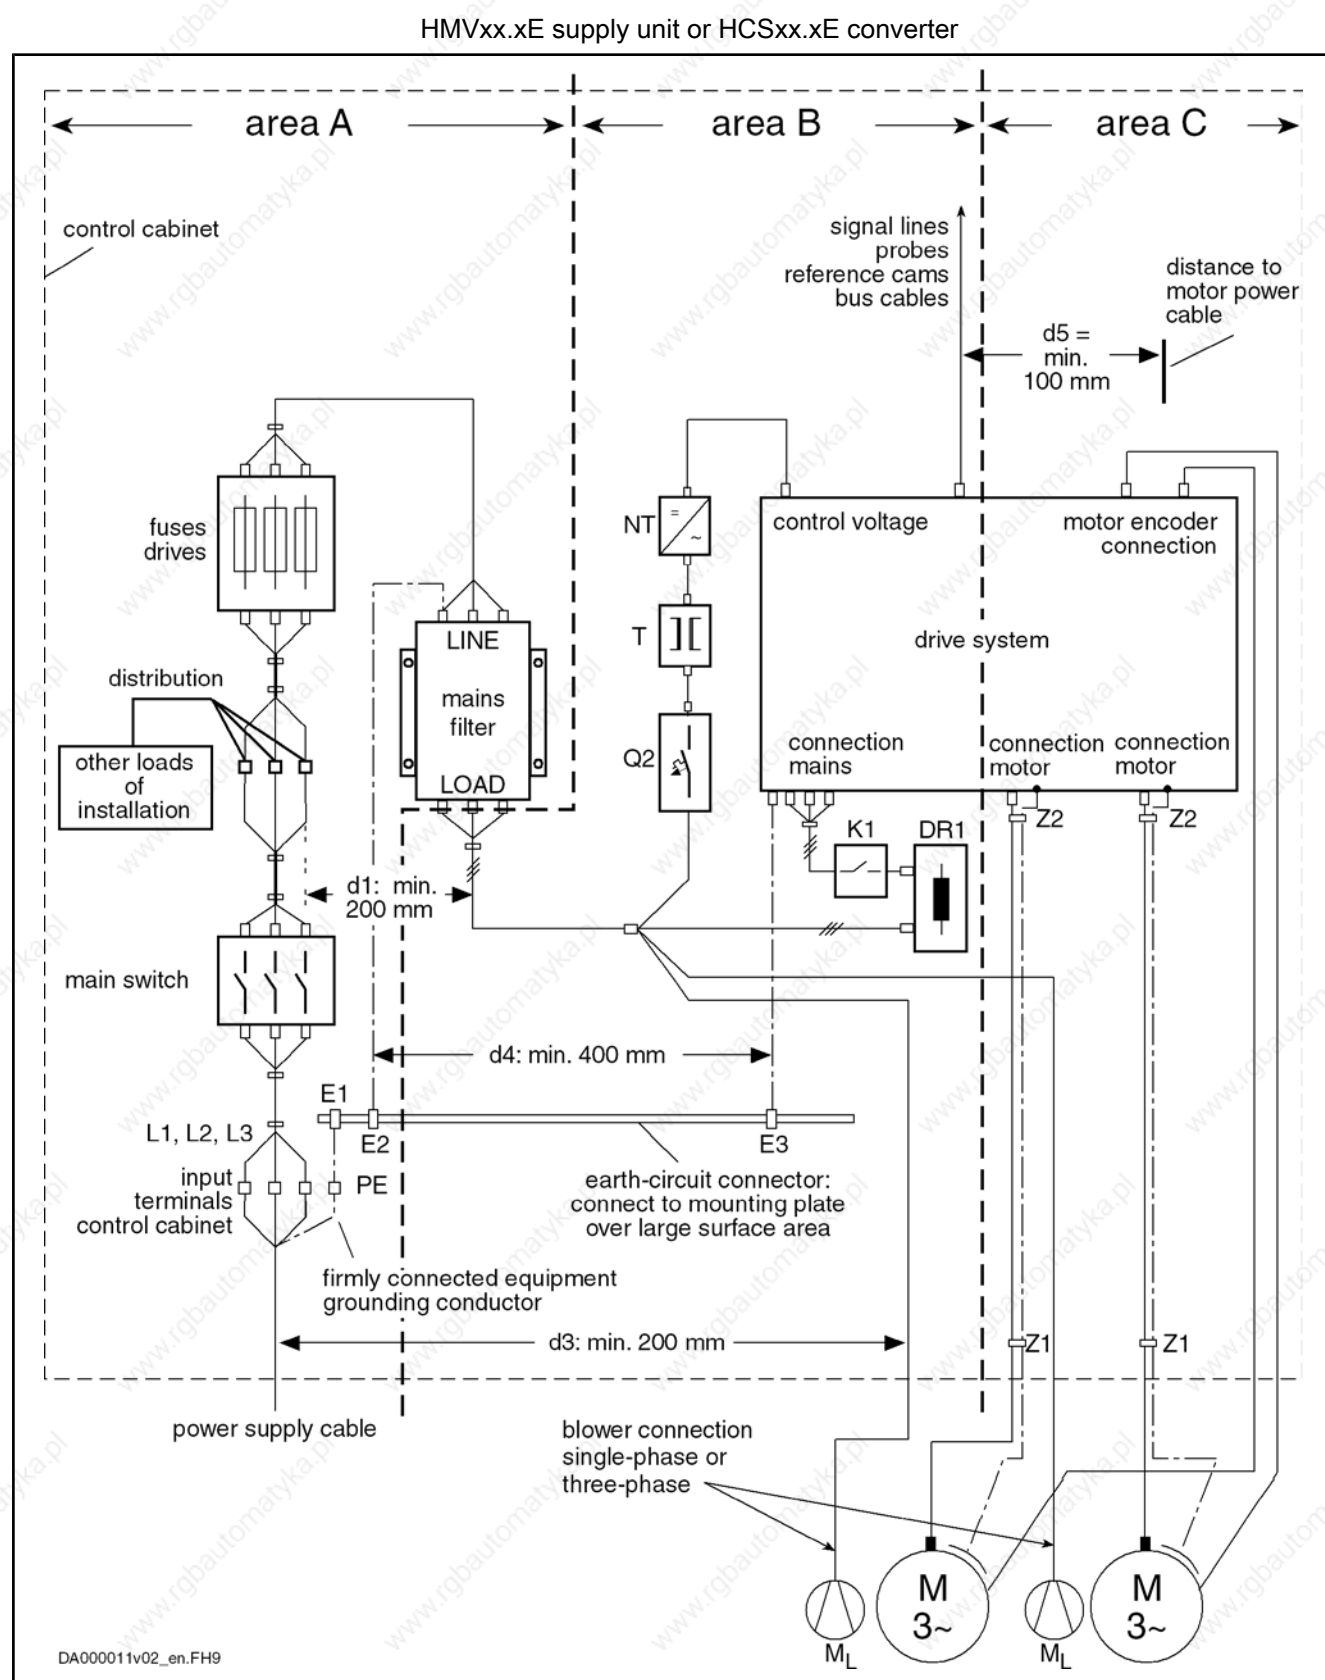 HMVxx.xE supply unit or HCSxx.xE converter
area A
area B
area C
control cabinet
signal lines
probes
reference cams
bus cables
distance to
motor power
cable
d5 =
min.
100 mm
fuses
drives
NT
control voltage
motor encoder
connection
LINE
T
drive system
distribution
mains
filter
other loads
of
installation
Q2
connection
mains
connection
motor
connection
motor
LOAD
Z2
Z2
K1
DR1
d1: min.
200 mm
main switch
d4: min. 400 mm
E1
L1, L2, L3
E2
E3
input
terminals
control cabinet
PE
earth-circuit connector:
connect to mounting plate
over large surface area
firmly connected equipment
grounding conductor
d3: min. 200 mm
Z1
Z1
power supply cable
blower connection
single-phase or
three-phase
M
3~
M
3~
ML
ML
DA000011v02_en.FH9
www.rgbautomatyka.pl